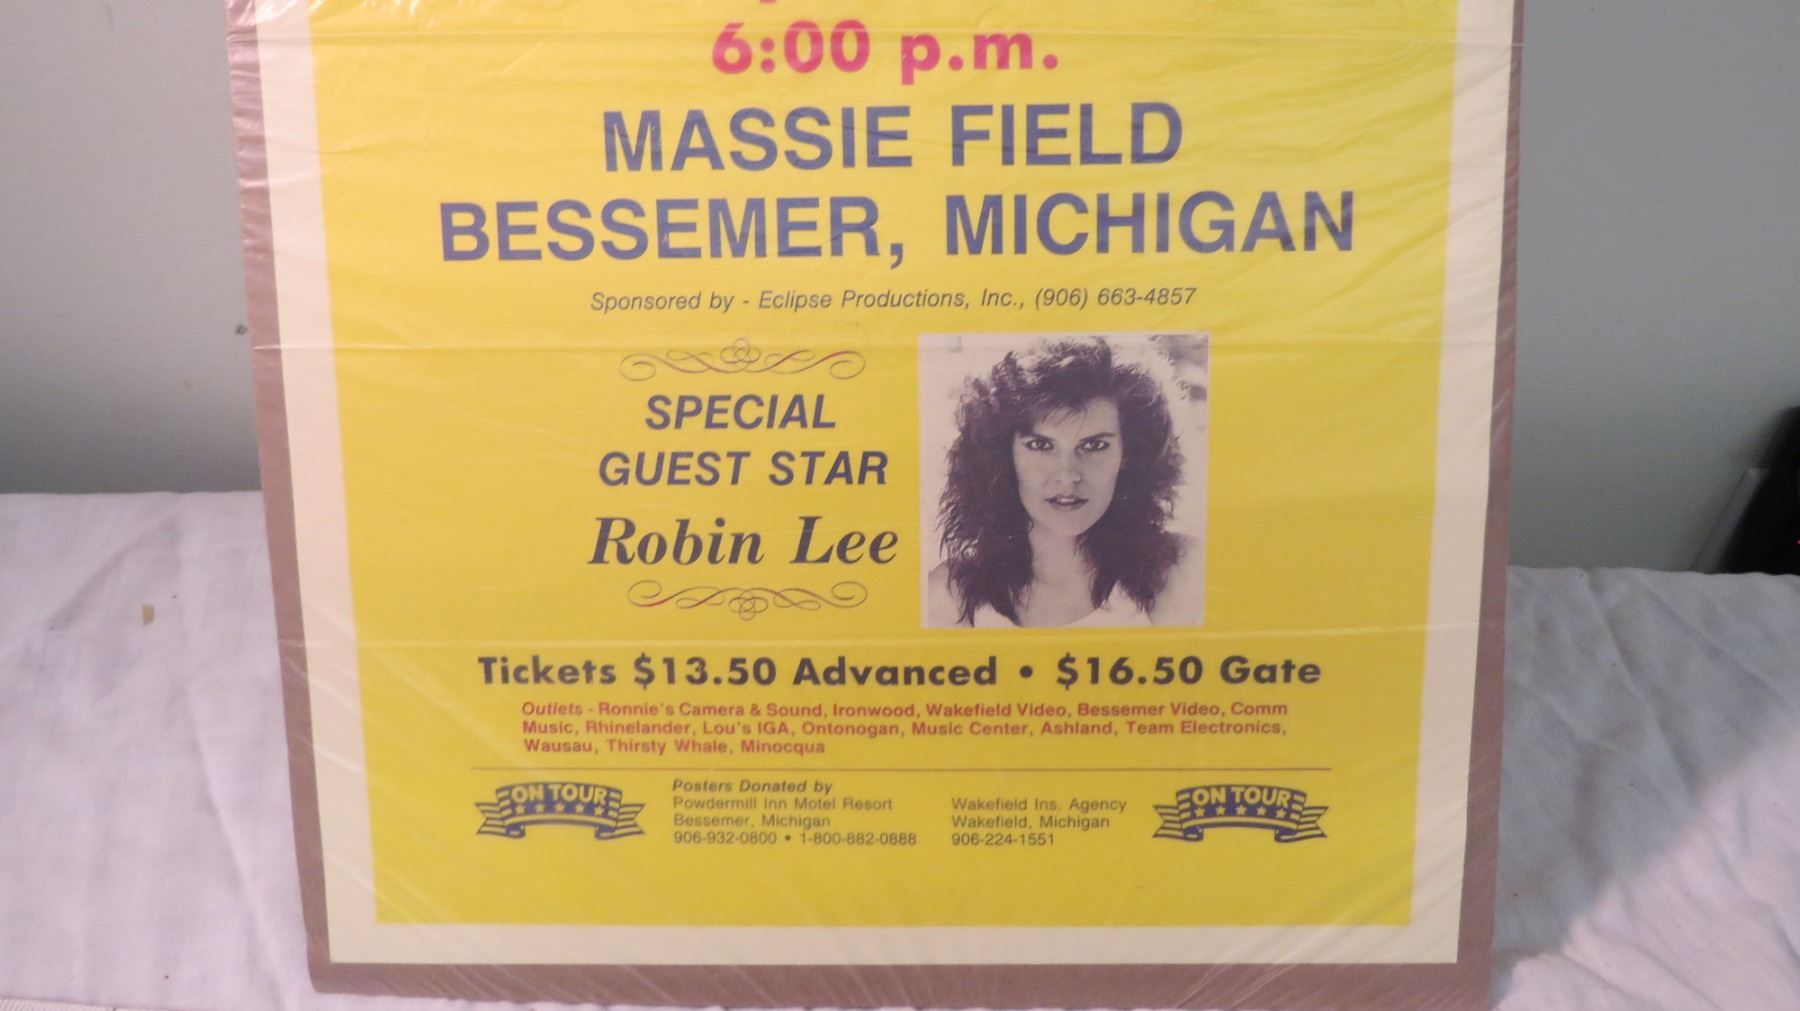 6:00 p.m.
MASSIE FIELD
BESSEMER, MICHIGAN
Sponsored by - Eclipse Productions, Inc., (906) 663-4857
SPECIAL
GUEST STAR
Robin Lee
Tickets $13.50 Advanced • $16.50 Gate
Outlets - Ronnie's Camera & Sound, Ironwood, Wakefield Video, Bessemer Video, Comm
Music, Rhinelander, Lou's IGA, Ontonogan, Music Center, Ashland, Team Electronics,
Wausau, Thirsty Whale, Minocqua
ON TOUR
Posters Donated by
Powdermill Inn Motel Resort
Bessemer, Michigan
906-932-0800 • 1-800-882-0888
Wakefield Ins. Agency
Wakefield, Michigan
906-224-1551
ON TOUR